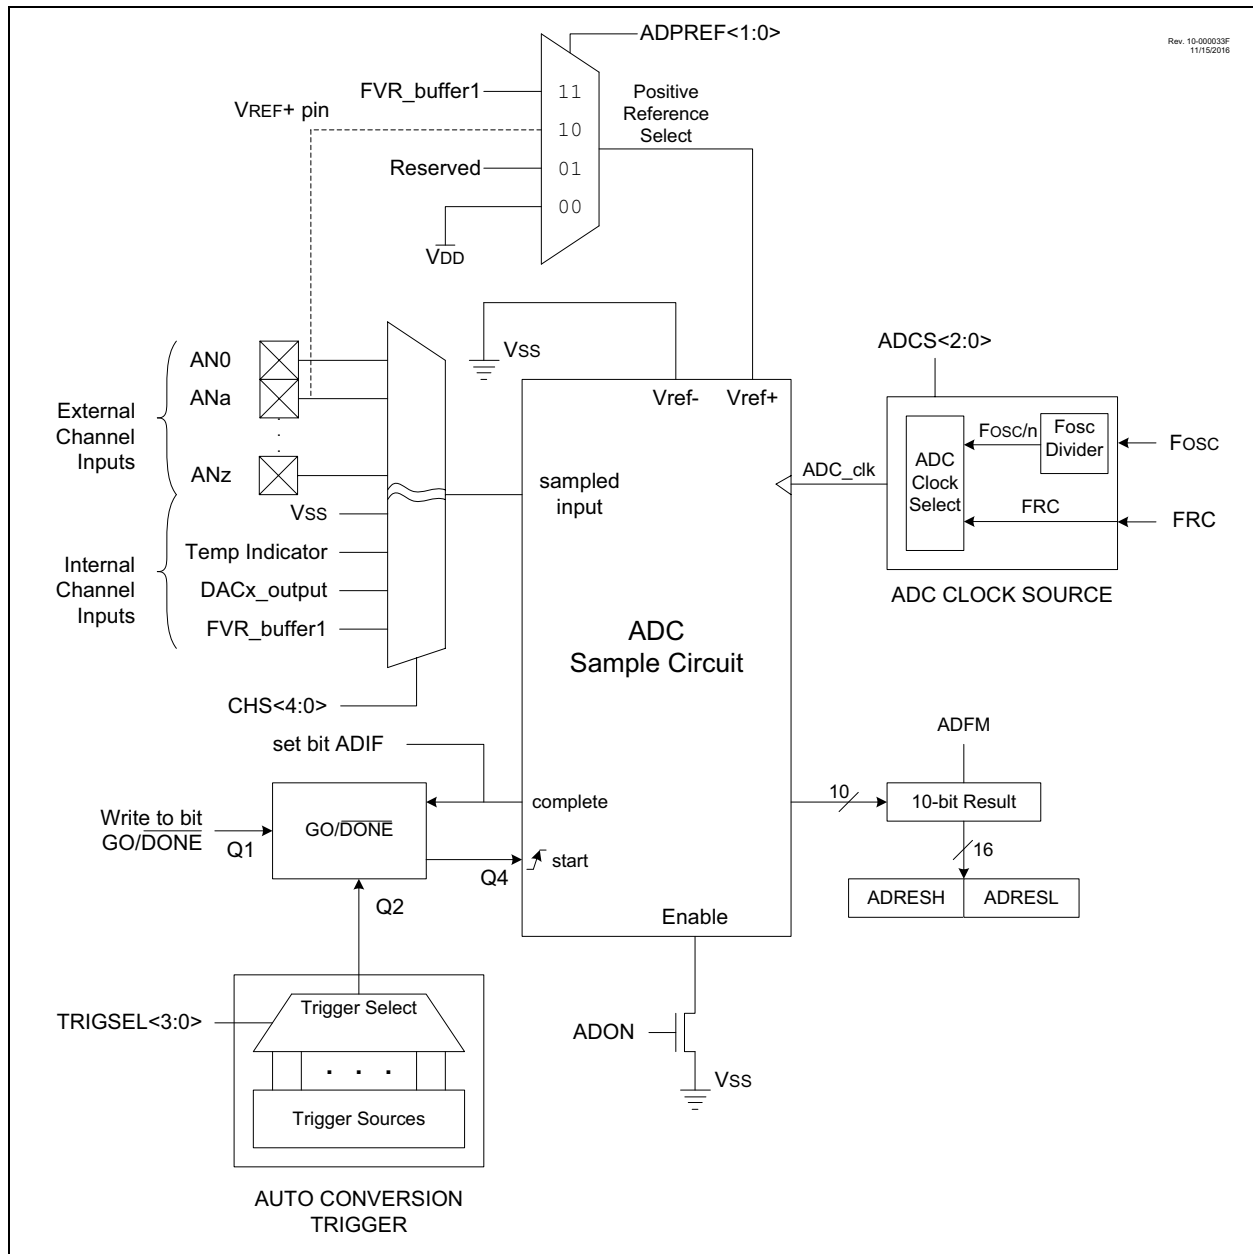 Rev. 10-000033F
11/15/2016
ADPREF<1:0>
FVR_buffer1
11
Positive
Reference
Select
VREF+ pin
10
Reserved
01
00
VDD
VSS
ADCS<2:0>
AN0
ANa
External
Channel
Inputs
ANz
Vref-
Vref+
FOSC/n
Fosc
Divider
FOSC
ADC
Clock
Select
ADC_clk
FRC
FRC
ADC CLOCK SOURCE
sampled
input
VSS
Temp Indicator
Internal
Channel
Inputs
DACx_output
FVR_buffer1
ADC
Sample Circuit
CHS<4:0>
set bit ADIF
ADFM
complete
10
10-bit Result
Write to bit
GO/DONE
Q1
GO/DONE
Q4
start
16
ADRESH
ADRESL
Q2
Enable
TRIGSEL<3:0>
Trigger Select
. . .
Trigger Sources
ADON
VSS
AUTO CONVERSION
TRIGGER